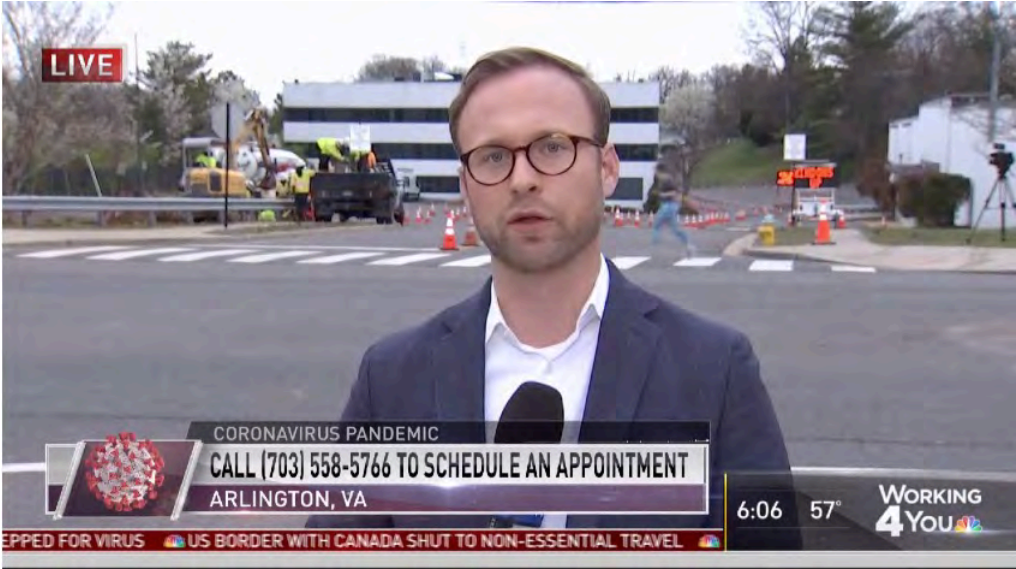 LIVE
CORONAVIRUS PANDEMIC
CALL (703) 558-5766 TO SCHEDULE AN APPOINTMENT
ARLINGTON, VA
6:06 57°
WORKING
4 YOU
EPPED FOR VIRUS US BORDER WITH CANADA SHUT TO NON-ESSENTIAL TRAVEL